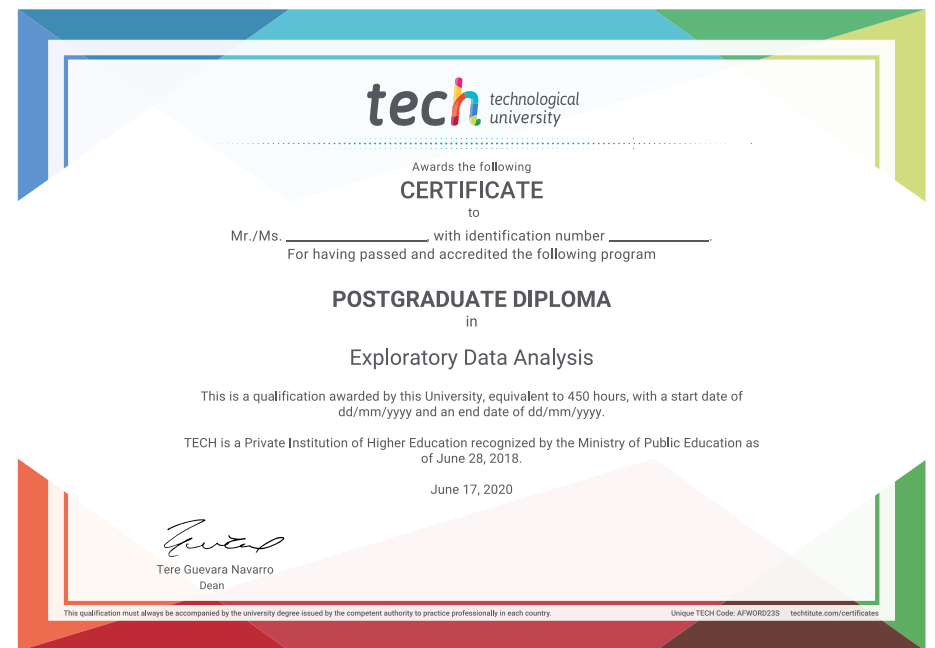 tech technological
university
Awards the following
CERTIFICATE
to
Mr./Ms. ____________________, with identification number ______________.
For having passed and accredited the following program
POSTGRADUATE DIPLOMA
in
Exploratory Data Analysis
This is a qualification awarded by this University, equivalent to 450 hours, with a start date of
dd/mm/yyyy and an end date of dd/mm/yyyy.
TECH is a Private Institution of Higher Education recognized by the Ministry of Public Education as
of June 28, 2018.
June 17, 2020
Tere Guevara Navarro
Dean
This qualification must always be accompanied by the university degree issued by the competent authority to practice professionally in each country. Unique TECH Code: AFWORD23S techtitute.com/certificates